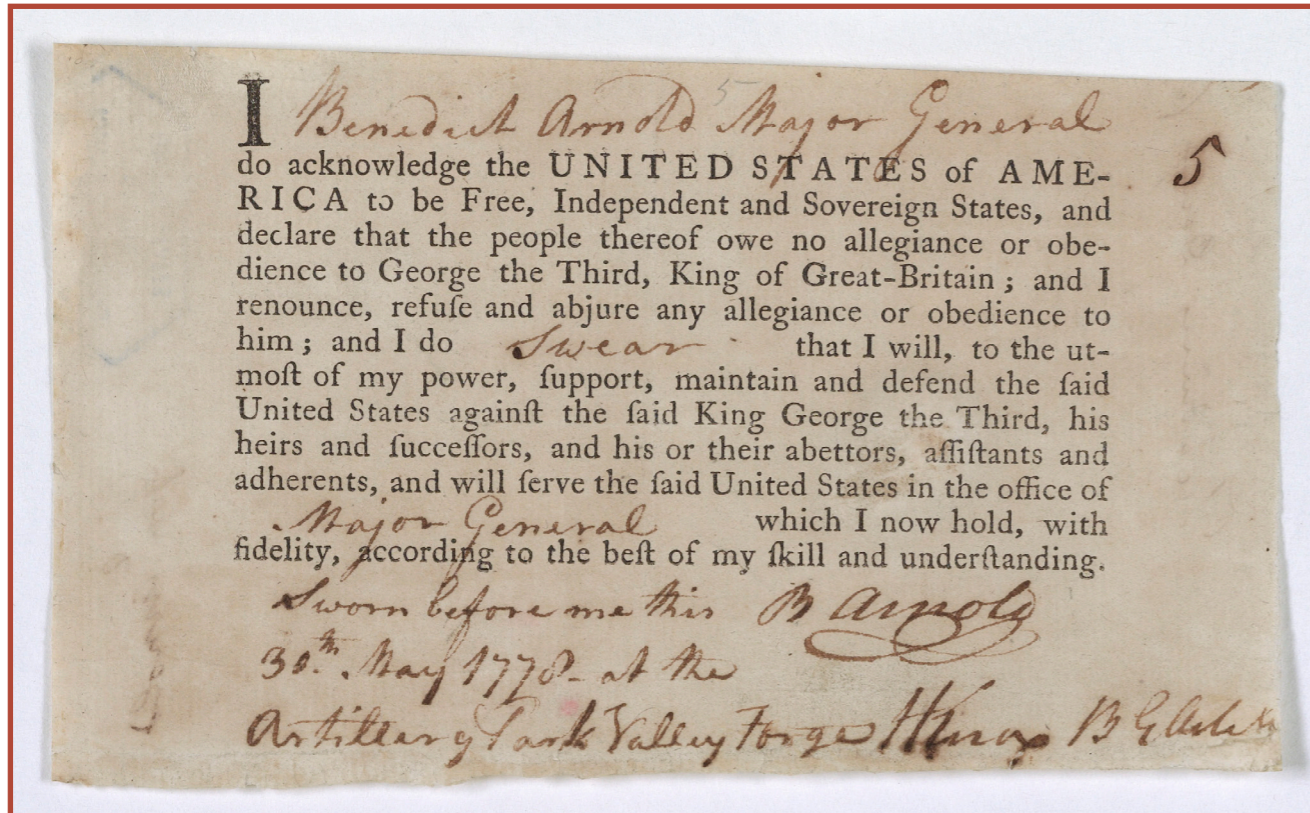 I Benedict Arnold Major General
5
do acknowledge the UNITED STATES of AME-
RICA to be Free, Independent and Sovereign States, and
declare that the people thereof owe no allegiance or obe-
dience to George the Third, King of Great-Britain ; and I
renounce, refuſe and abjure any allegiance or obedience to
him ; and I do Swear that I will, to the ut-
moſt of my power, ſupport, maintain and defend the ſaid
United States againſt the ſaid King George the Third, his
heirs and ſucceſſors, and his or their abettors, aſſiſtants and
adherents, and will ſerve the ſaid United States in the office of
Major General which I now hold, with
fidelity, according to the beſt of my ſkill and underſtanding.
Sworn before me this B Arnold
30th. May 1778 - at the
Artillery Park Valley Forge HKnox B G Arty